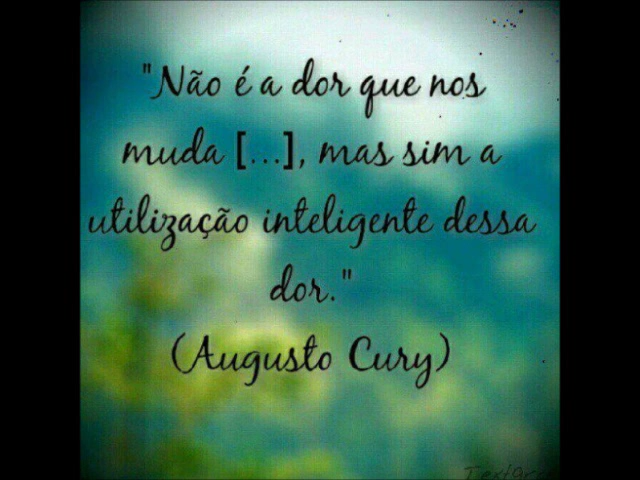 "Não é a dor que nos
muda [...], mas sim a
utilização inteligente dessa
dor."
(Augusto Cury)